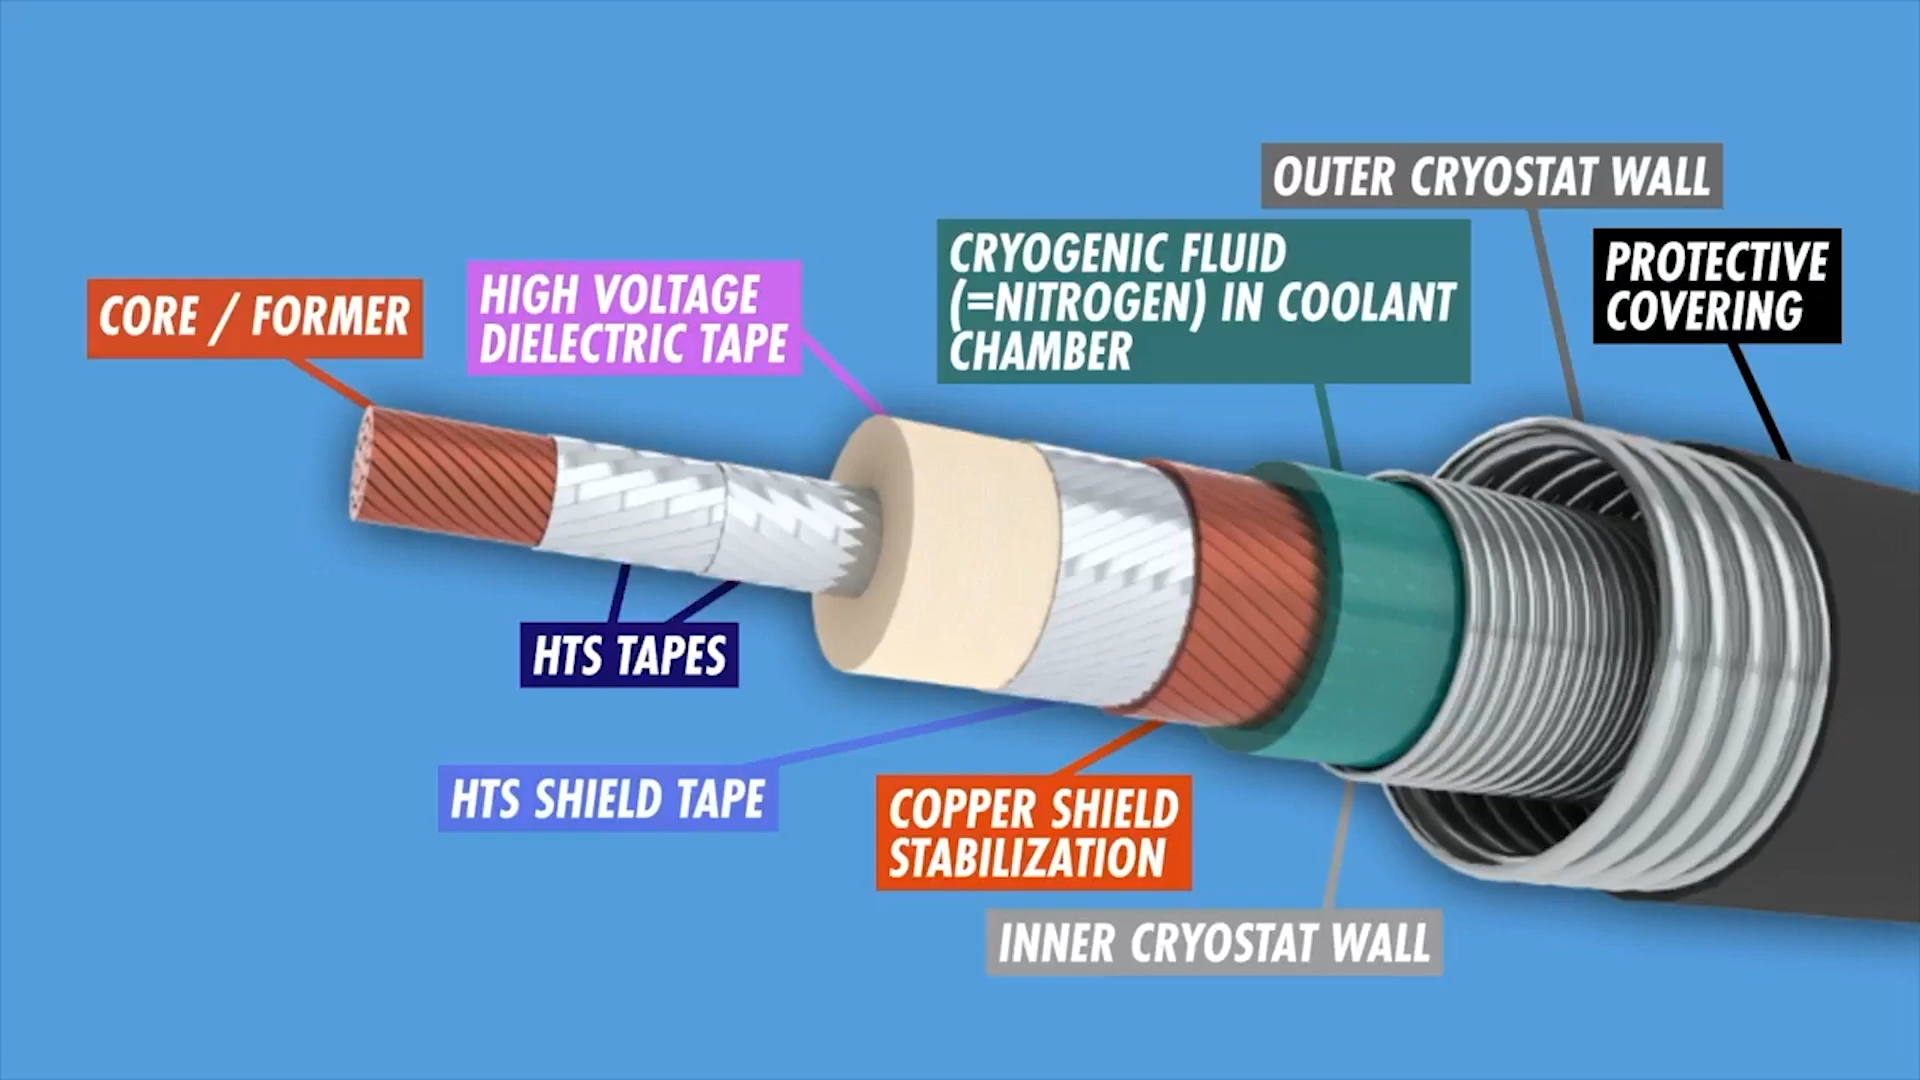 OUTER CRYOSTAT WALL
CRYOGENIC FLUID
(=NITROGEN) IN COOLANT
CHAMBER
PROTECTIVE
COVERING
HIGH VOLTAGE
DIELECTRIC TAPE
CORE / FORMER
HTS TAPES
HTS SHIELD TAPE
COPPER SHIELD
STABILIZATION
INNER CRYOSTAT WALL